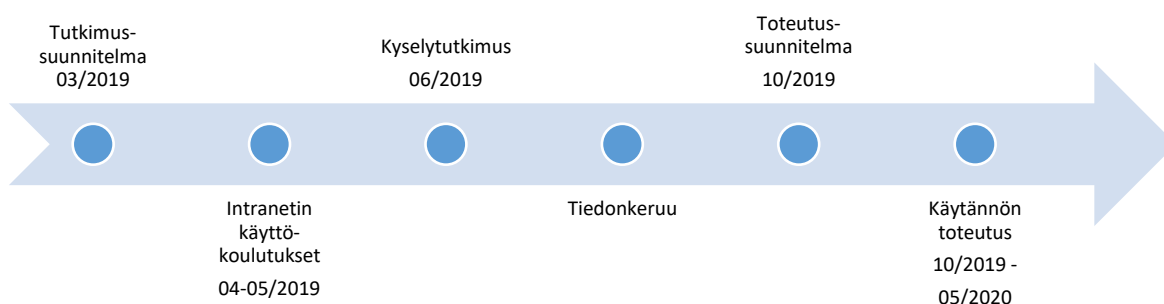 Tutkimus-
suunnitelma
03/2019
Intranetin
käyttö-
koulutukset
04-05/2019
Kyselytutkimus
06/2019
Tiedonkeruu
Toteutus-
suunnitelma
10/2019
Käytännön
toteutus
10/2019 -
05/2020